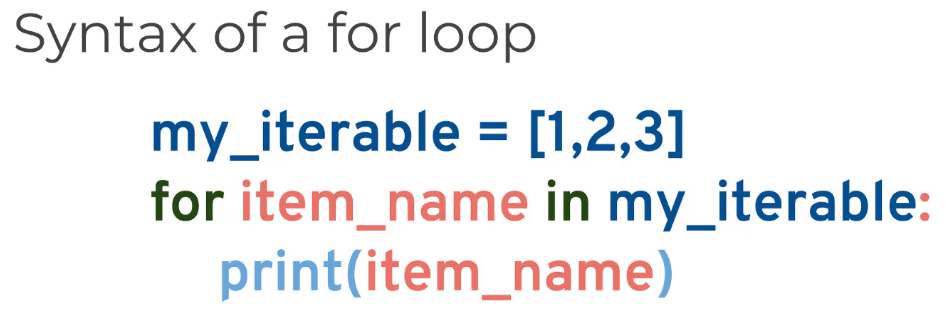 Syntax of a for loop
my_iterable = [1,2,3]
for item_name in my_iterable:
print(item_name)